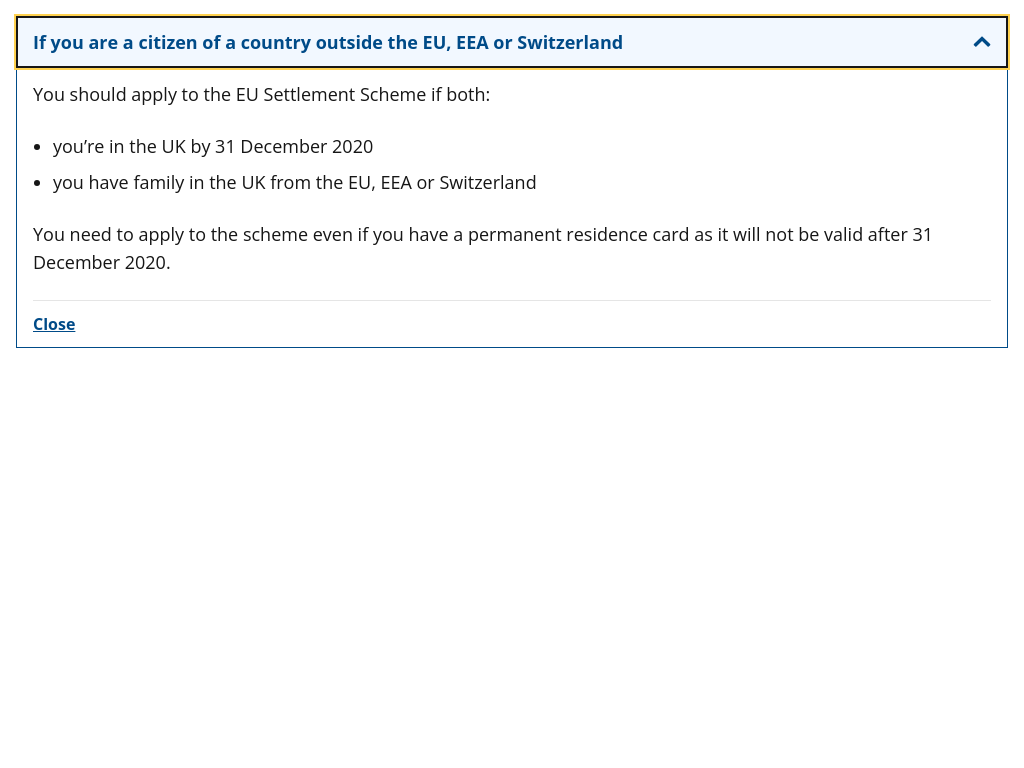 If you are a citizen of a country outside the EU, EEA or Switzerland
You should apply to the EU Settlement Scheme if both:
you’re in the UK by 31 December 2020
you have family in the UK from the EU, EEA or Switzerland
You need to apply to the scheme even if you have a permanent residence card as it will not be valid after 31
December 2020.
Close